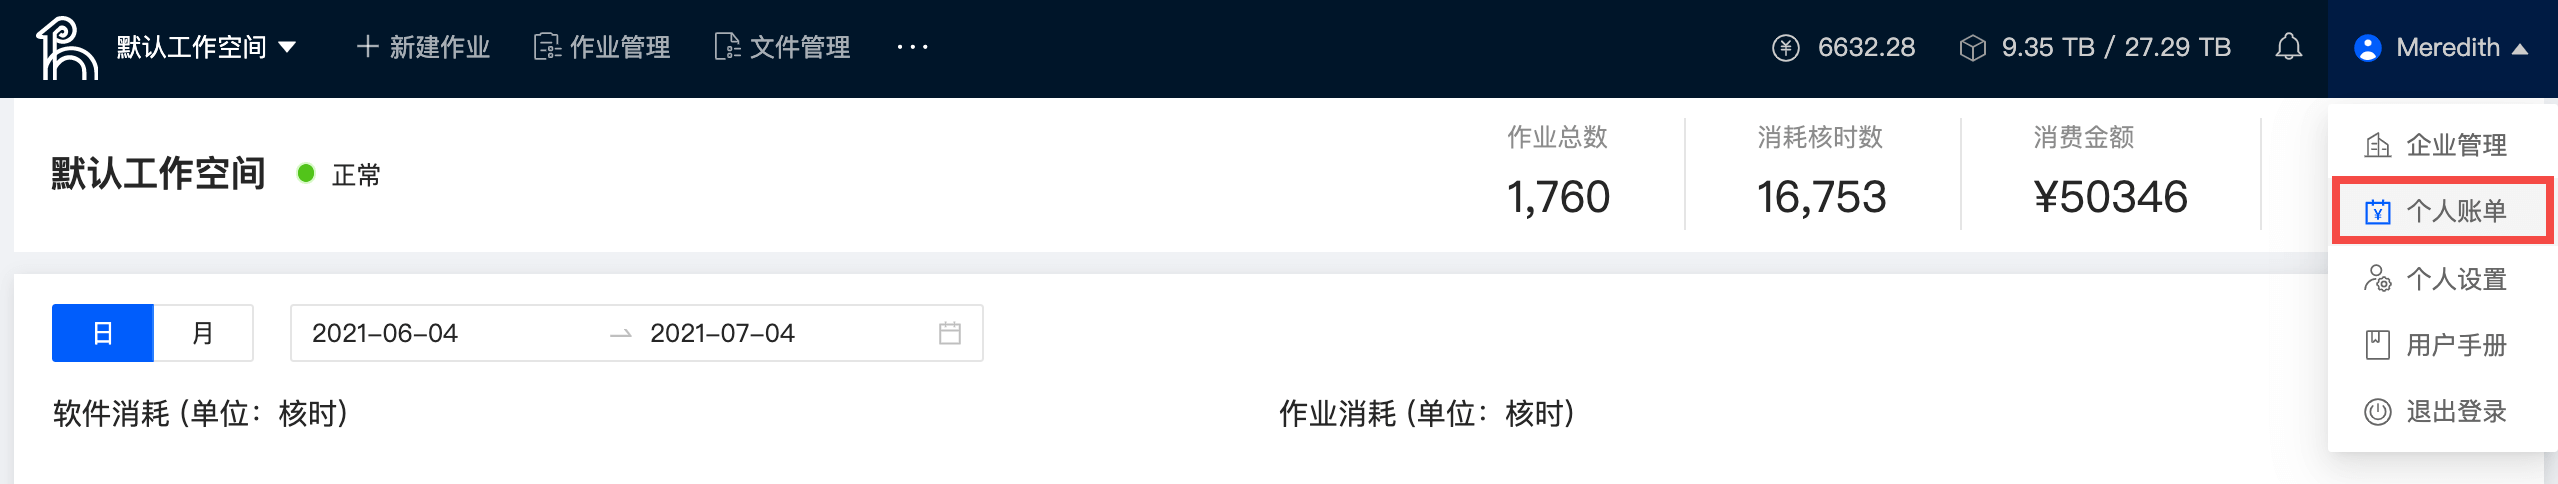 默认工作空间 新建作业 作业管理 文件管理 ··· 6632.28 9.35 TB / 27.29 TB Meredith
默认工作空间 正常
作业总数 消耗核时数 消费金额
1,760 16,753 ¥50346
企业管理
个人账单
个人设置
用户手册
退出登录
日 月 2021-06-04 2021-07-04
软件消耗 (单位：核时) 作业消耗 (单位：核时)